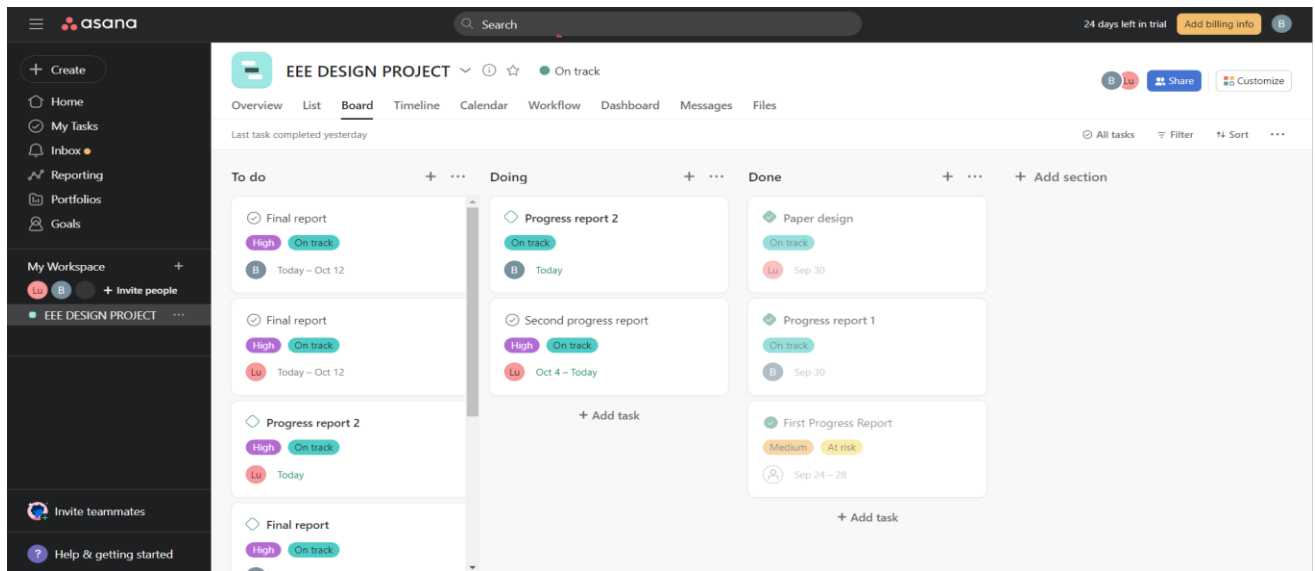 asana
Search
24 days left in trial
Add billing info
B
+ Create
Home
My Tasks
Inbox
Reporting
Portfolios
Goals
My Workspace +
Lu B + Invite people
EEE DESIGN PROJECT ...
Invite teammates
? Help & getting started
EEE DESIGN PROJECT
On track
B Lu
Share
Customize
Overview List Board Timeline Calendar Workflow Dashboard Messages Files
Last task completed yesterday
All tasks Filter Sort ...
To do + ...
Final report
High On track
B Today – Oct 12
Final report
High On track
Lu Today – Oct 12
Progress report 2
High On track
Lu Today
Final report
High On track
Doing + ...
Progress report 2
On track
B Today
Second progress report
High On track
Lu Oct 4 – Today
+ Add task
Done + ...
Paper design
On track
Lu Sep 30
Progress report 1
On track
B Sep 30
First Progress Report
Medium At risk
Sep 24 – 28
+ Add task
+ Add section